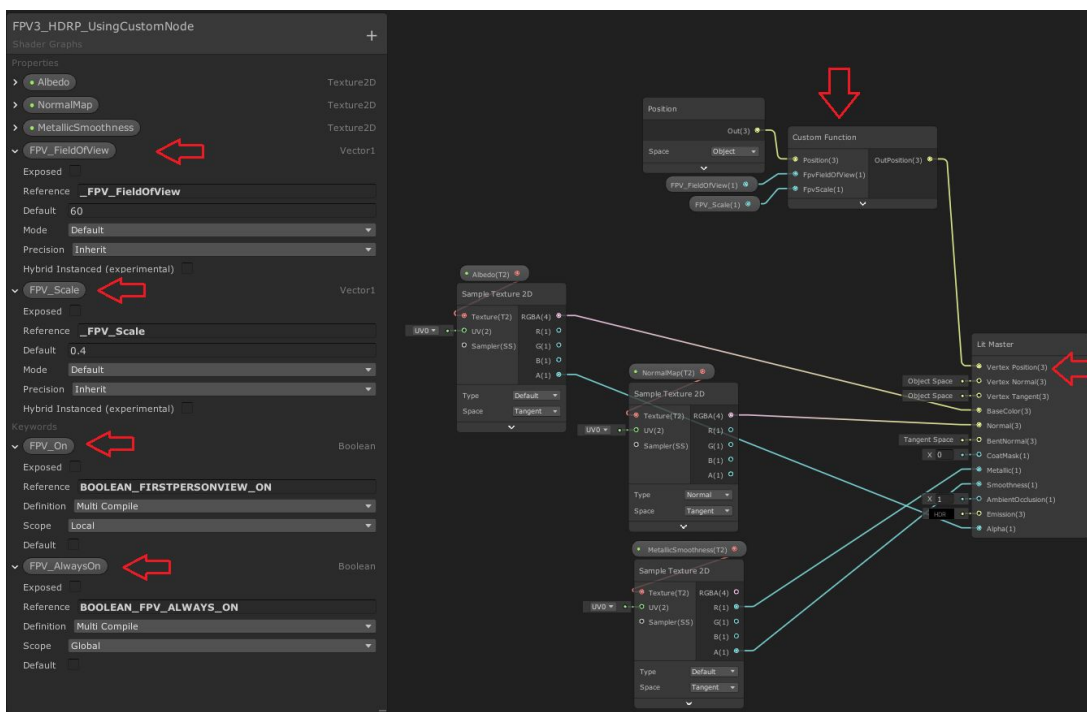 FPV3_HDRP_UsingCustomNode
+
Shader Graphs
Properties
Albedo Texture2D
NormalMap Texture2D
MetallicSmoothness Texture2D
FPV_FieldOfView Vector1
Exposed
Reference _FPV_FieldOfView
Default 60
Mode Default
Precision Inherit
Hybrid Instanced (experimental)
FPV_Scale Vector1
Exposed
Reference _FPV_Scale
Default 0.4
Mode Default
Precision Inherit
Hybrid Instanced (experimental)
Keywords
FPV_On Boolean
Exposed
Reference BOOLEAN_FIRSTPERSONVIEW_ON
Definition Multi Compile
Scope Local
Default
FPV_AlwaysOn Boolean
Exposed
Reference BOOLEAN_FPV_ALWAYS_ON
Definition Multi Compile
Scope Global
Default
Position
Out(3)
Space Object
FPV_FieldOfView(1)
FPV_Scale(1)
Custom Function
Position(3) OutPosition(3)
FpvFieldOfView(1)
FpvScale(1)
Albedo(T2)
Sample Texture 2D
Texture(T2) RGBA(4)
UV0 UV(2) R(1)
Sampler(SS) G(1)
B(1)
A(1)
Type Default
Space Tangent
NormalMap(T2)
Sample Texture 2D
Texture(T2) RGBA(4)
UV0 UV(2) R(1)
Sampler(SS) G(1)
B(1)
A(1)
Type Normal
Space Tangent
MetallicSmoothness(T2)
Sample Texture 2D
Texture(T2) RGBA(4)
UV0 UV(2) R(1)
Sampler(SS) G(1)
B(1)
A(1)
Type Default
Space Tangent
Lit Master
Vertex Position(3)
Object Space Vertex Normal(3)
Object Space Vertex Tangent(3)
BaseColor(3)
Normal(3)
Tangent Space BentNormal(3)
X 0 CoatMask(1)
Metallic(1)
Smoothness(1)
X 1 AmbientOcclusion(1)
HDR Emission(3)
Alpha(1)